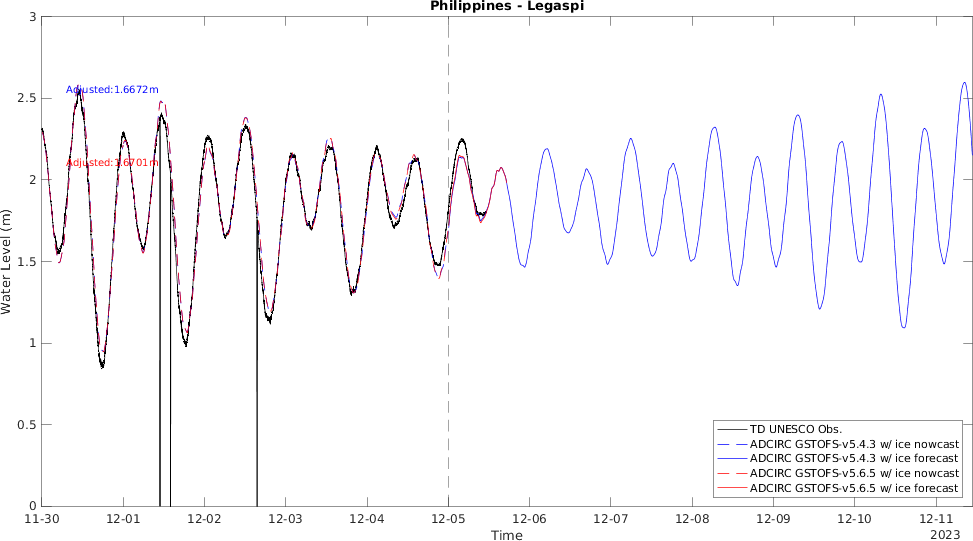 Philippines - Legaspi
3
2.5
2
1.5
1
0.5
0
Water Level (m)
Adjusted:1.6672m
Adjusted:1.6701m
TD UNESCO Obs.
ADCIRC GSTOFS-v5.4.3 w/ ice nowcast
ADCIRC GSTOFS-v5.4.3 w/ ice forecast
ADCIRC GSTOFS-v5.6.5 w/ ice nowcast
ADCIRC GSTOFS-v5.6.5 w/ ice forecast
11-30 12-01 12-02 12-03 12-04 12-05 12-06 12-07 12-08 12-09 12-10 12-11
Time
2023